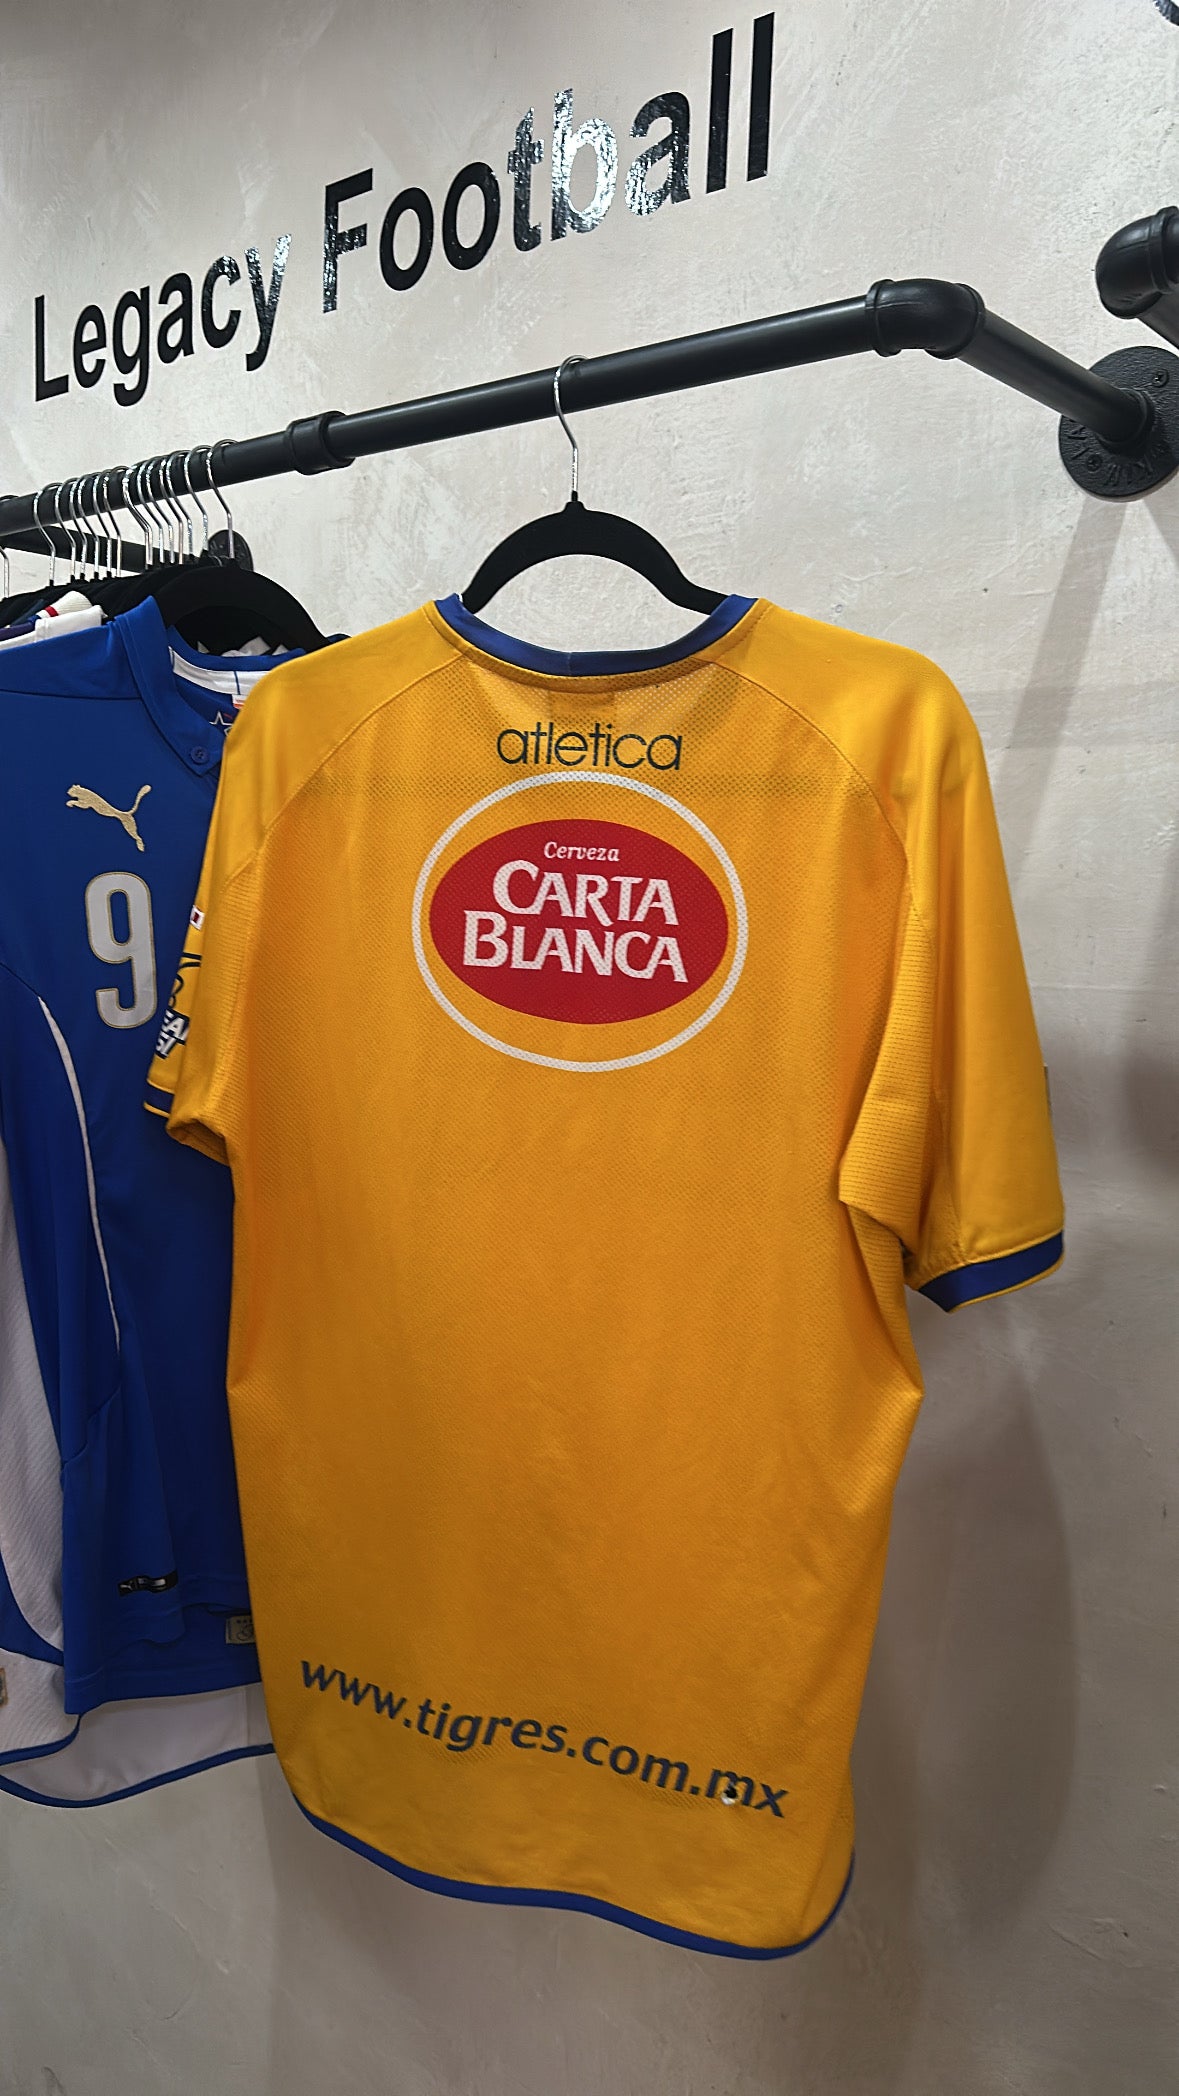 Legacy Football
atletica
Cerveza
CARTA
BLANCA
9
www.tigres.com.mx